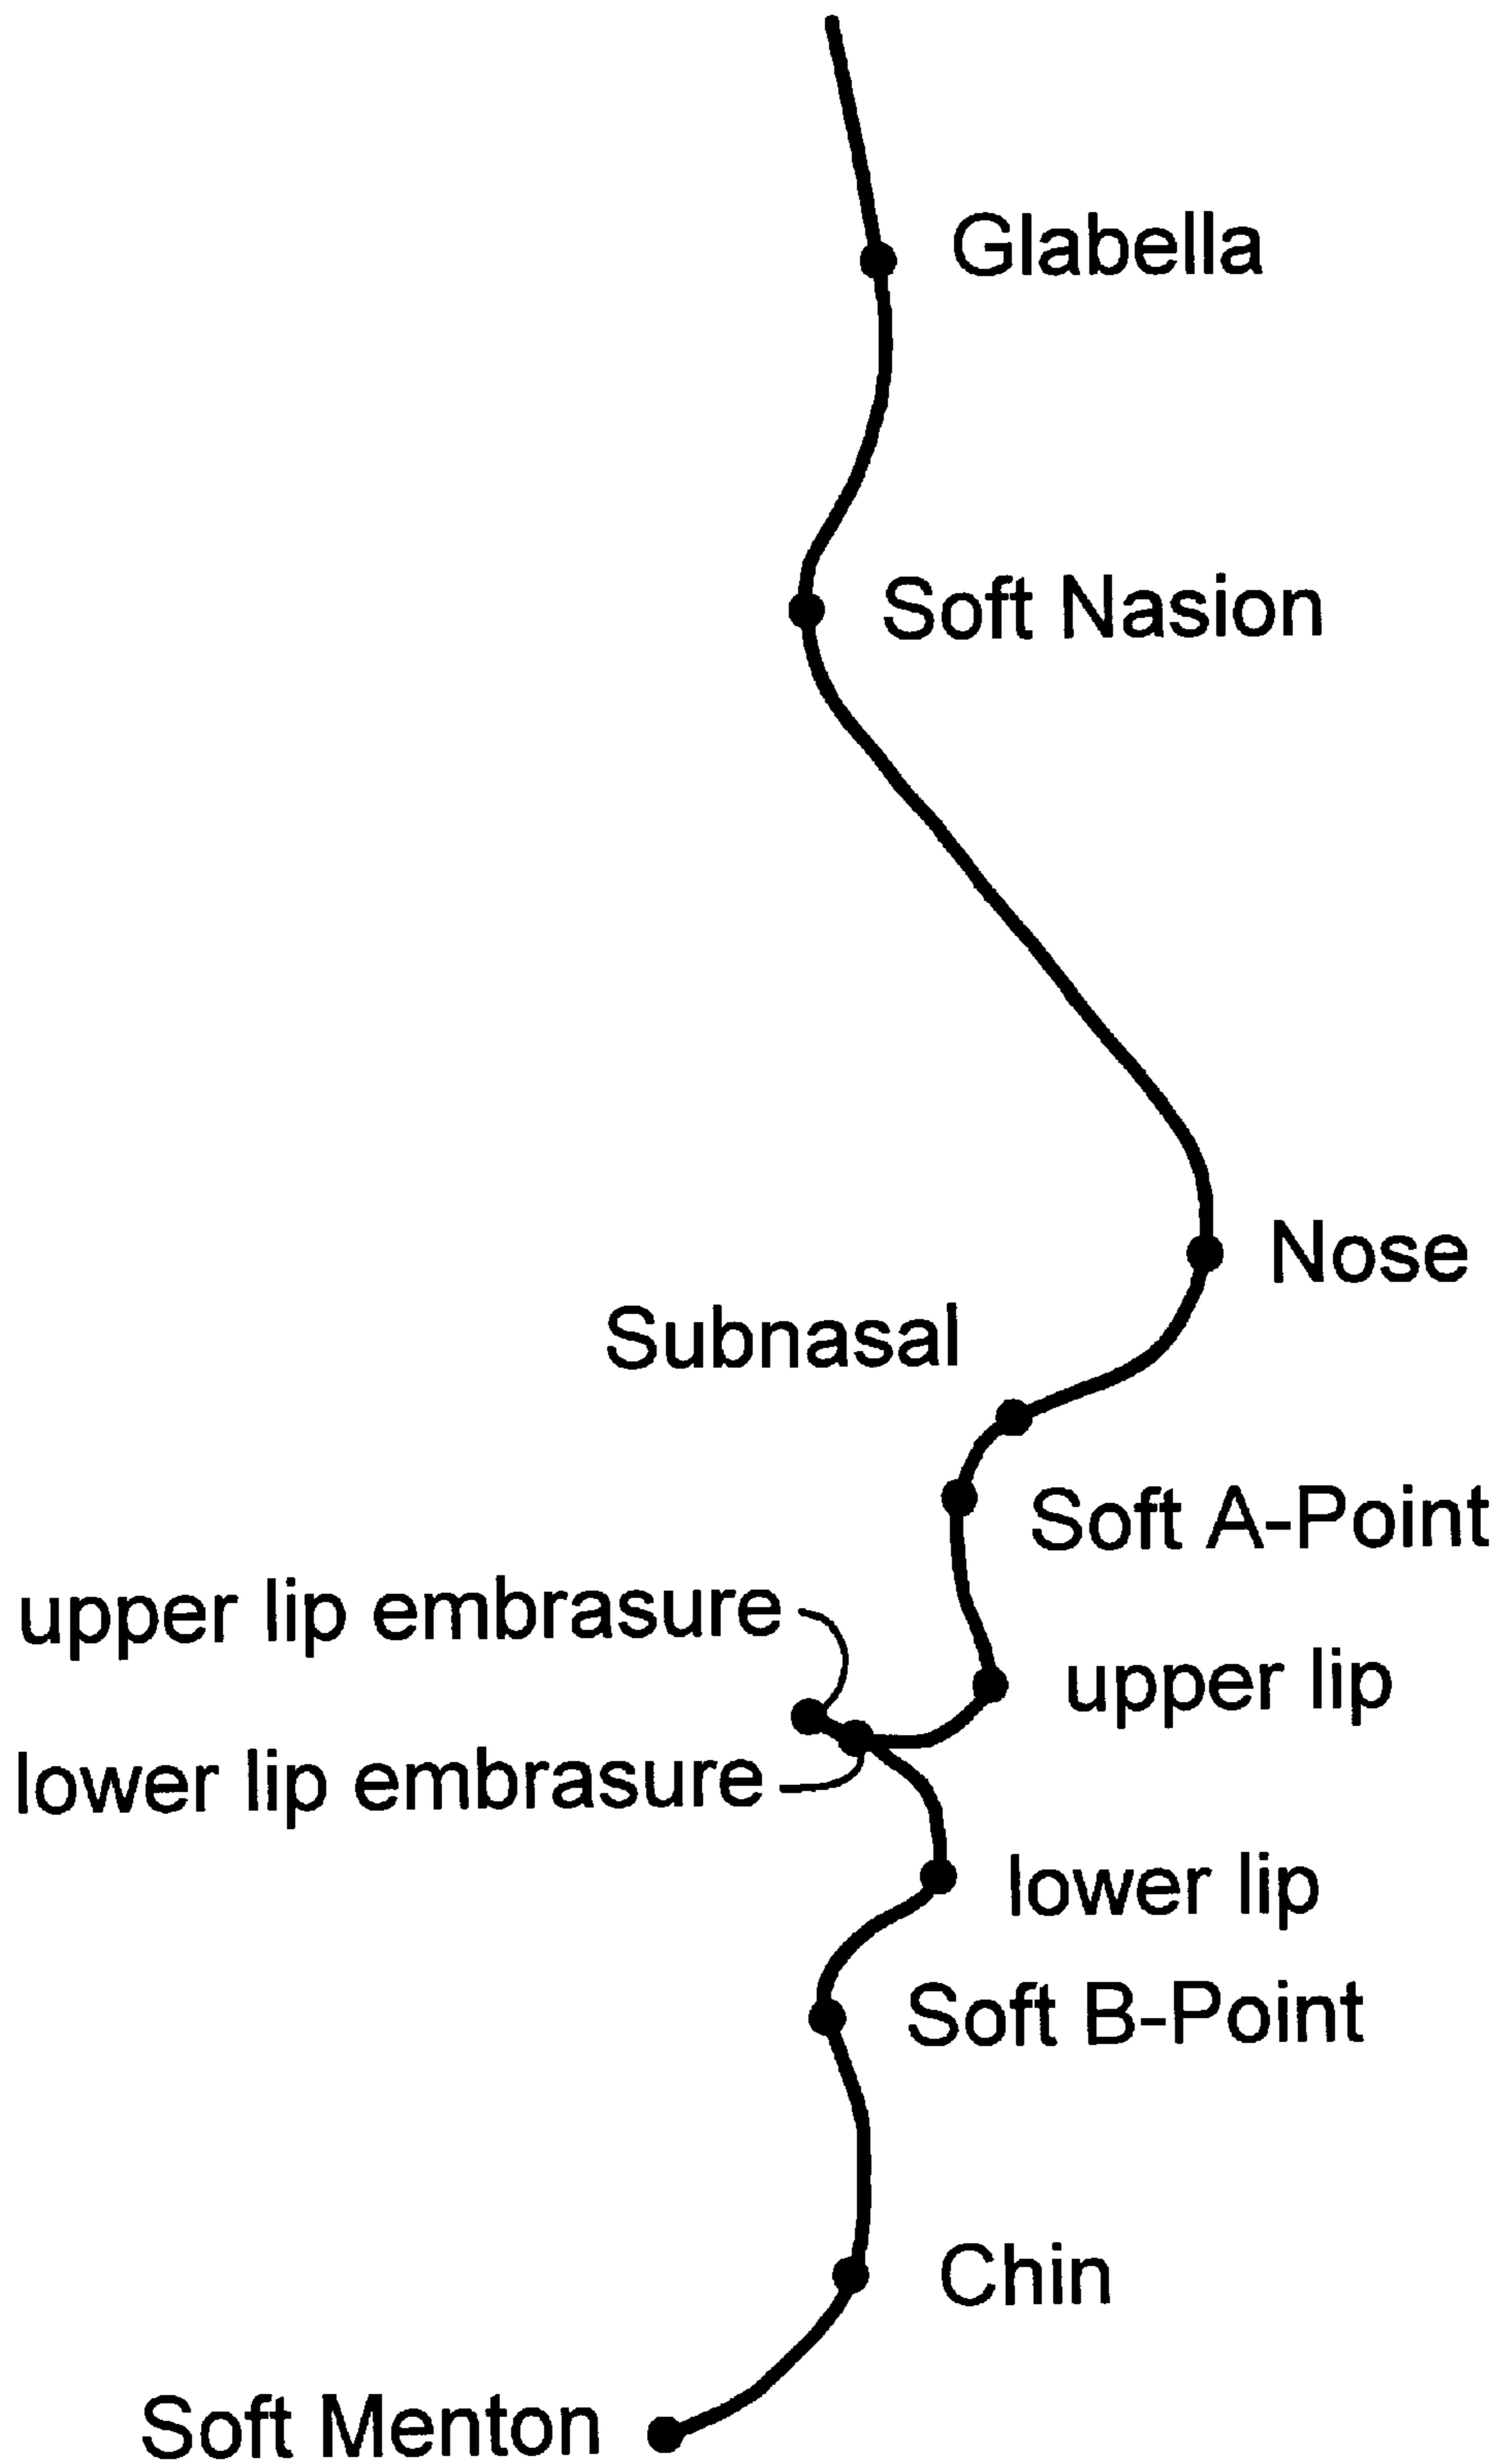 Glabella
Soft Nasion
Nose
Subnasal
Soft A-Point
upper lip embrasure
upper lip
lower lip embrasure
lower lip
Soft B-Point
Chin
Soft Menton